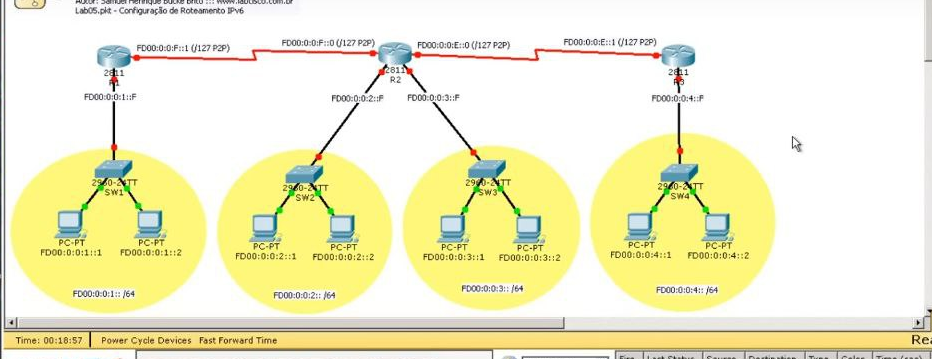 Autor: Samuel Henrique Bucke Brito ::: www.labcisco.com.br
Lab05.pkt - Configuração de Roteamento IPv6
FD00:0:0:F::1 (/127 P2P)
FD00:0:0:F::0 (/127 P2P)
FD00:0:0:E::0 (/127 P2P)
FD00:0:0:E::1 (/127 P2P)
2811
R1
2811
R2
2811
FD00:0:0:1::F
FD00:0:0:2::F
FD00:0:0:3::F
FD00:0:0:4::F
2960-24TT
SW1
2960-24TT
SW2
2960-24TT
SW3
2960-24TT
SW4
PC-PT
FD00:0:0:1::1
PC-PT
FD00:0:0:1::2
PC-PT
FD00:0:0:2::1
PC-PT
FD00:0:0:2::2
PC-PT
FD00:0:0:3::1
PC-PT
FD00:0:0:3::2
PC-PT
FD00:0:0:4::1
PC-PT
FD00:0:0:4::2
FD00:0:0:1:: /64
FD00:0:0:2:: /64
FD00:0:0:3:: /64
FD00:0:0:4:: /64
Time: 00:18:57 Power Cycle Devices Fast Forward Time
Fire Last Status Source Destination Type Color Time (sec)